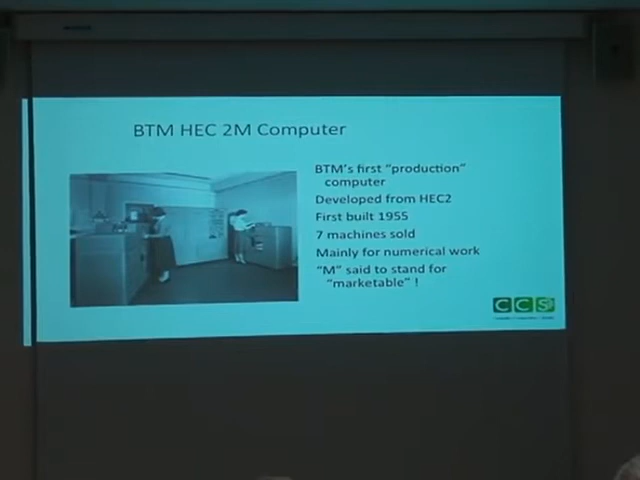 BTM HEC 2M Computer
BTM's first "production"
computer
Developed from HEC2
First built 1955
7 machines sold
Mainly for numerical work
"M" said to stand for
"marketable" !
CCS